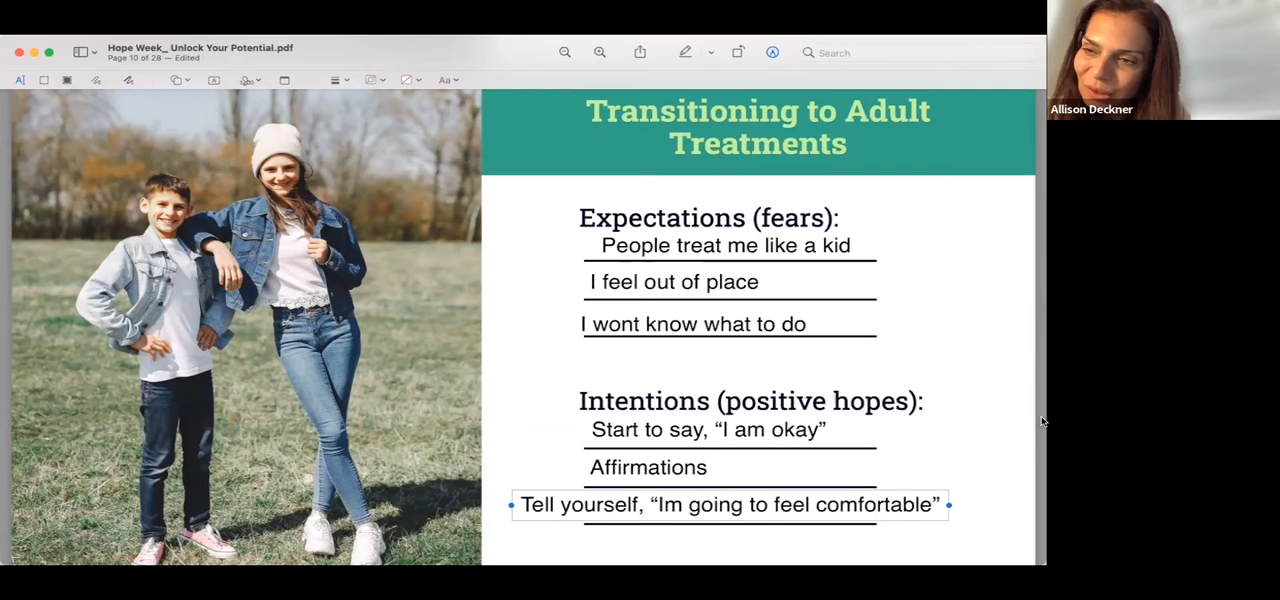 Hope Week_ Unlock Your Potential.pdf
Page 10 of 28 — Edited
Search
Aa
Allison Deckner
Transitioning to Adult
Treatments
Expectations (fears):
People treat me like a kid
I feel out of place
I wont know what to do
Intentions (positive hopes):
Start to say, “I am okay”
Affirmations
Tell yourself, “Im going to feel comfortable”